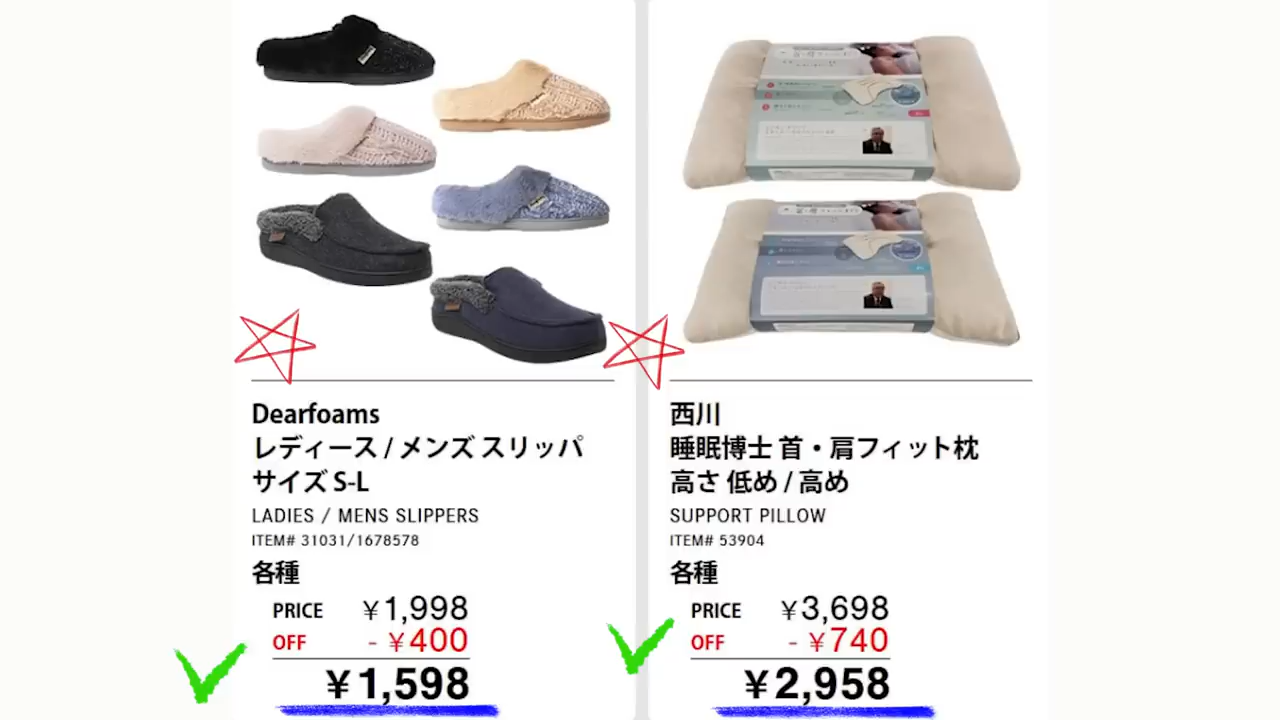 Dearfoams
レディース / メンズ スリッパ
サイズ S-L
LADIES / MENS SLIPPERS
ITEM# 31031/1678578
各種
PRICE ¥1,998
OFF - ¥400
¥1,598
西川
睡眠博士 首・肩フィット枕
高さ 低め / 高め
SUPPORT PILLOW
ITEM# 53904
各種
PRICE ¥3,698
OFF - ¥740
¥2,958